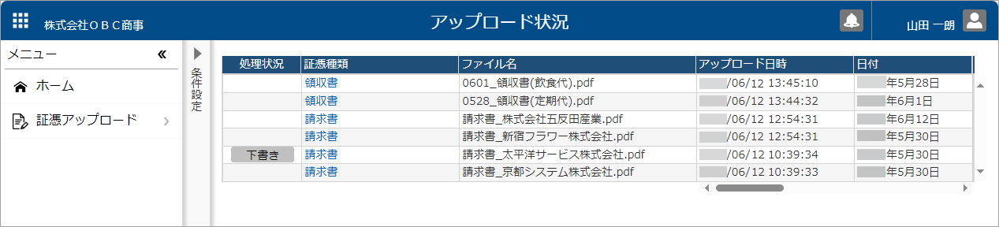 株式会社ＯＢＣ商事 アップロード状況 山田 一朗
メニュー «
ホーム
証憑アップロード
条件設定
処理状況 証憑種類 ファイル名 アップロード日時 日付
領収書 0601_領収書(飲食代).pdf /06/12 13:45:10 年5月28日
領収書 0528_領収書(定期代).pdf /06/12 13:44:32 年6月1日
請求書 請求書_株式会社五反田産業.pdf /06/12 12:54:31 年6月12日
請求書 請求書_新宿フラワー株式会社.pdf /06/12 12:54:31 年5月30日
下書き 請求書 請求書_太平洋サービス株式会社.pdf /06/12 10:39:34 年5月30日
請求書 請求書_京都システム株式会社.pdf /06/12 10:39:33 年5月30日